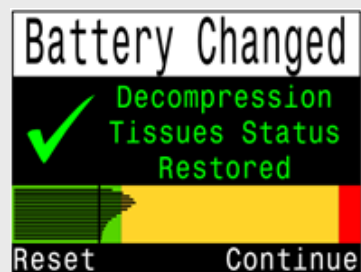 Battery Changed
Decompression
Tissues Status
Restored
Reset Continue